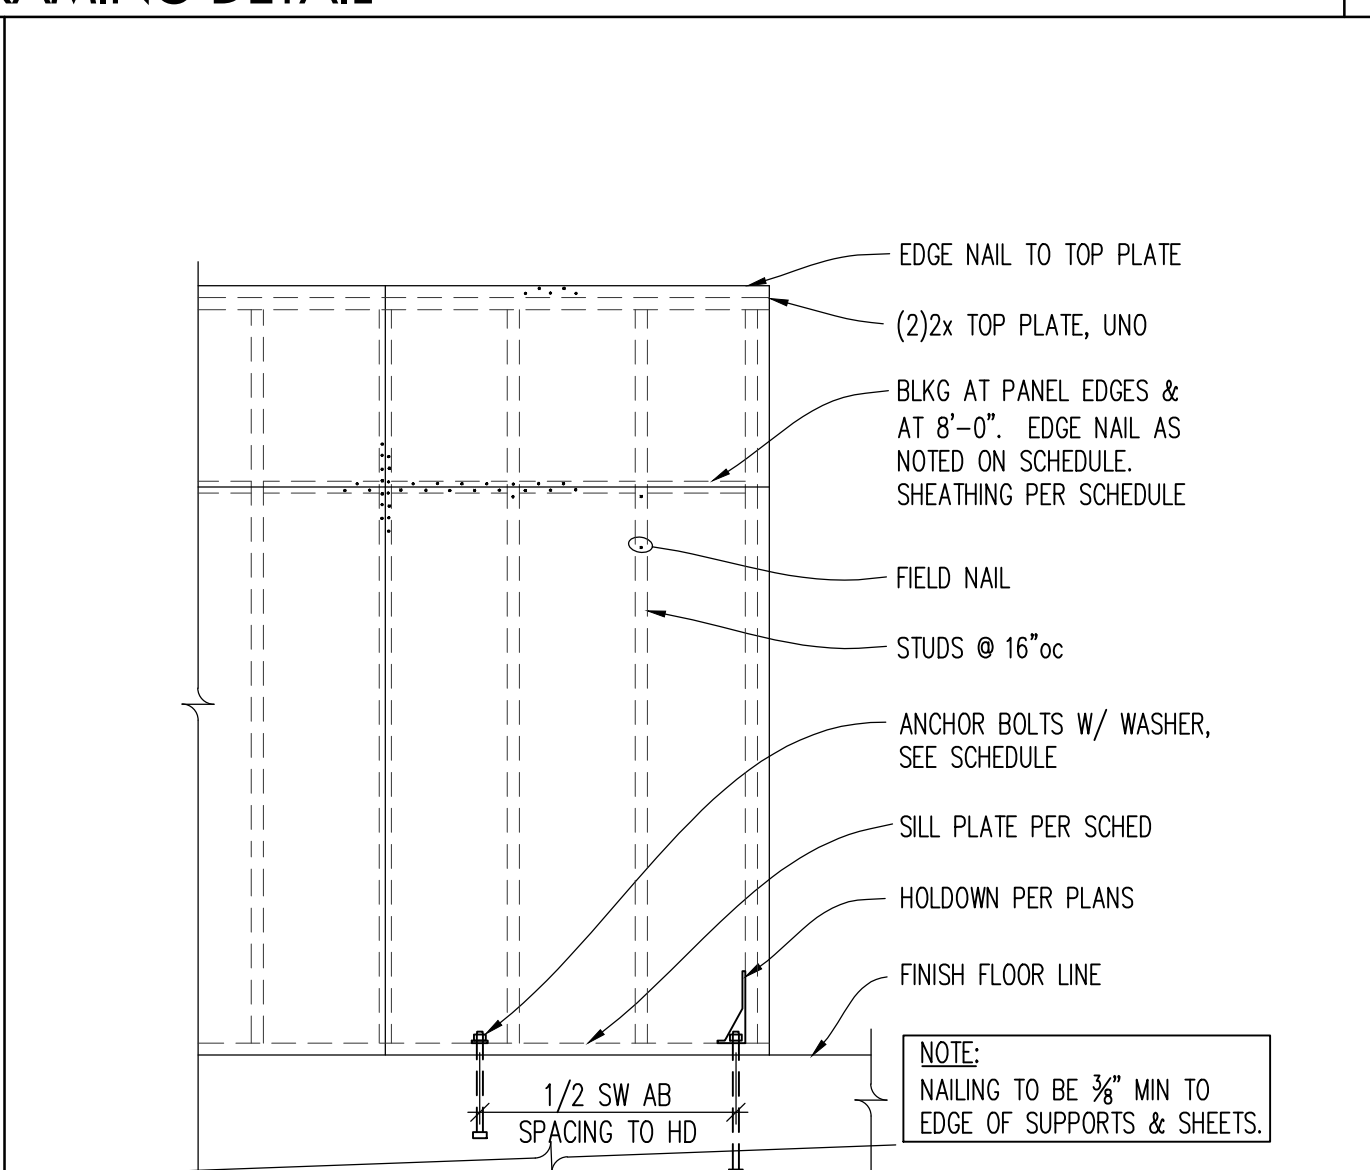 EDGE NAIL TO TOP PLATE
(2)2x TOP PLATE, UNO
BLKG AT PANEL EDGES &
AT 8'-0". EDGE NAIL AS
NOTED ON SCHEDULE.
SHEATHING PER SCHEDULE
FIELD NAIL
STUDS @ 16"oc
ANCHOR BOLTS W/ WASHER,
SEE SCHEDULE
SILL PLATE PER SCHED
HOLDOWN PER PLANS
FINISH FLOOR LINE
NOTE:
NAILING TO BE ⅜" MIN TO
EDGE OF SUPPORTS & SHEETS.
1/2 SW AB
SPACING TO HD